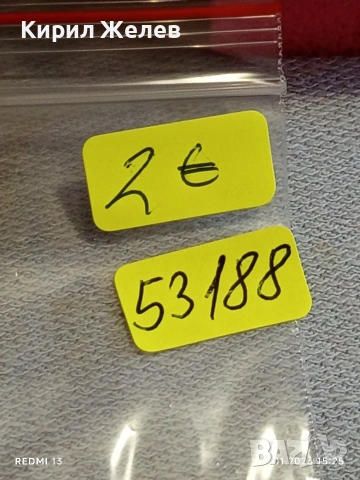 Кирил Желев
2 €
53188
REDMI 13